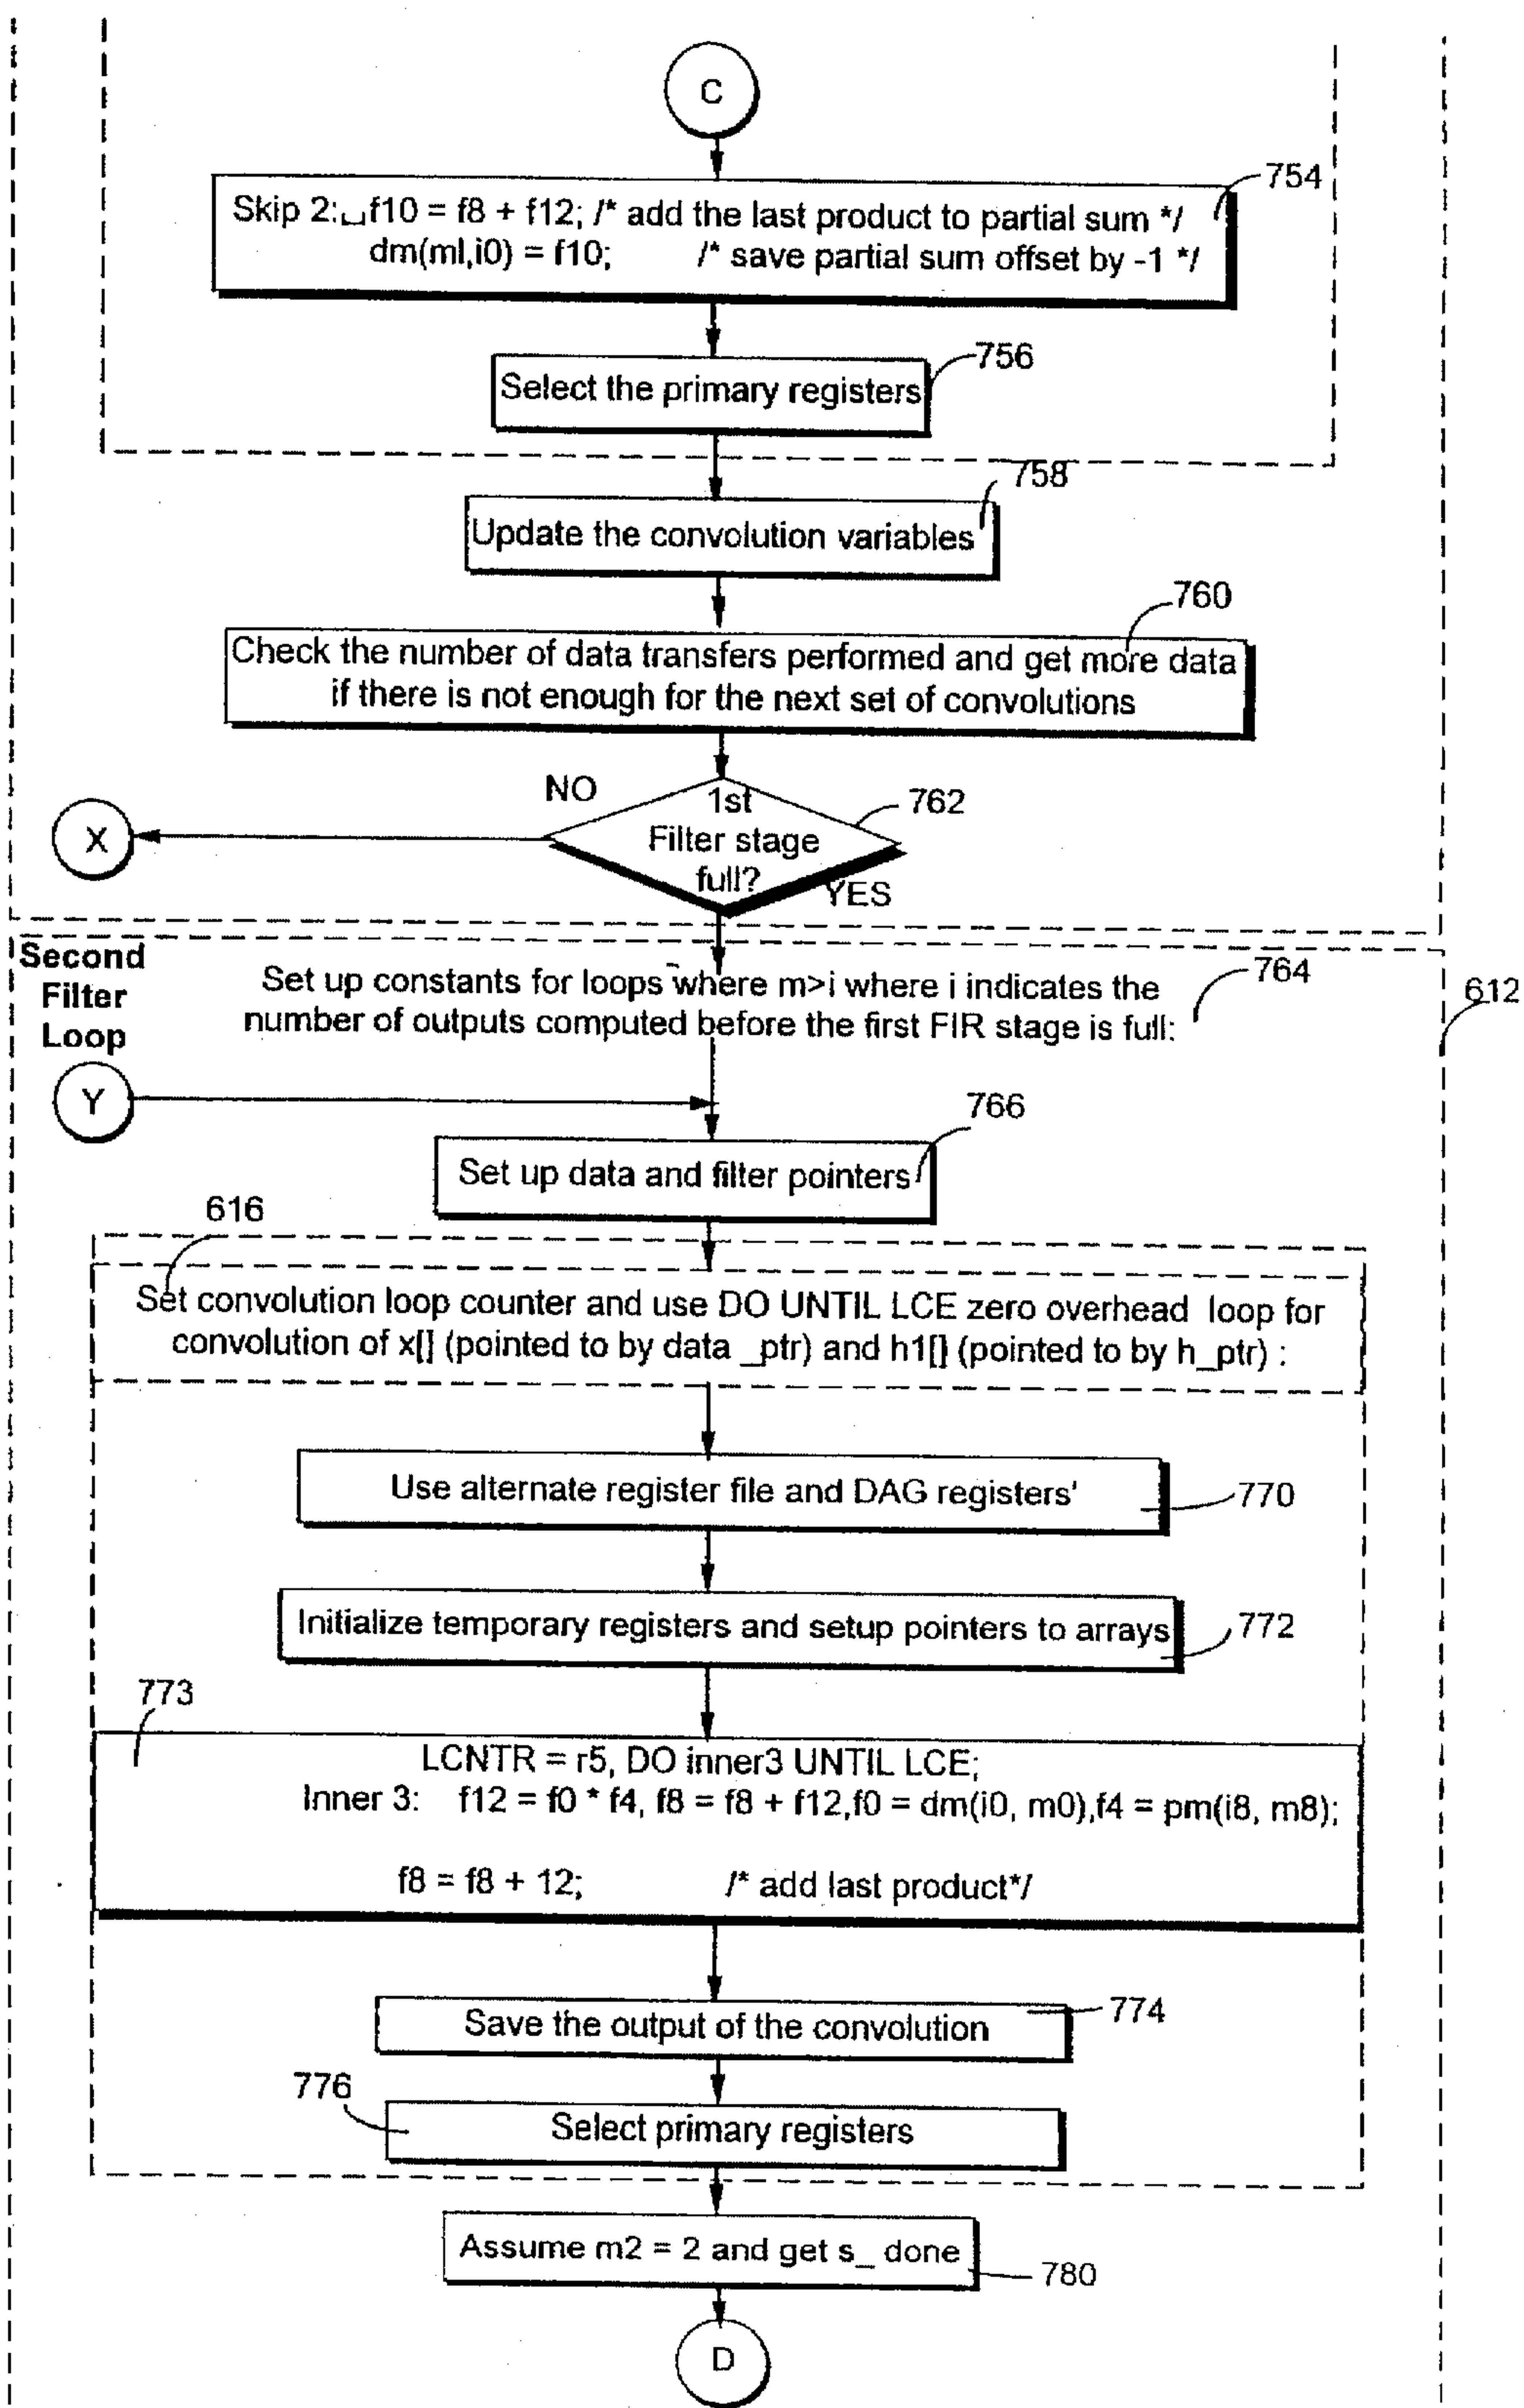 C
754
Skip 2:␣f10 = f8 + f12; /* add the last product to partial sum */
dm(ml,i0) = f10; /* save partial sum offset by -1 */
756
Select the primary registers
758
Update the convolution variables
760
Check the number of data transfers performed and get more data
if there is not enough for the next set of convolutions
NO
X
1st
Filter stage
full?
762
YES
Second
Filter
Loop
Set up constants for loops where m>i where i indicates the
number of outputs computed before the first FIR stage is full:
764
612
Y
766
Set up data and filter pointers
616
Set convolution loop counter and use DO UNTIL LCE zero overhead loop for
convolution of x[] (pointed to by data _ptr) and h1[] (pointed to by h_ptr) :
Use alternate register file and DAG registers'
770
Initialize temporary registers and setup pointers to arrays
772
773
LCNTR = r5, DO inner3 UNTIL LCE;
Inner 3: f12 = f0 * f4, f8 = f8 + f12,f0 = dm(i0, m0),f4 = pm(i8, m8);
f8 = f8 + 12; /* add last product*/
Save the output of the convolution
774
776
Select primary registers
Assume m2 = 2 and get s_ done
780
D